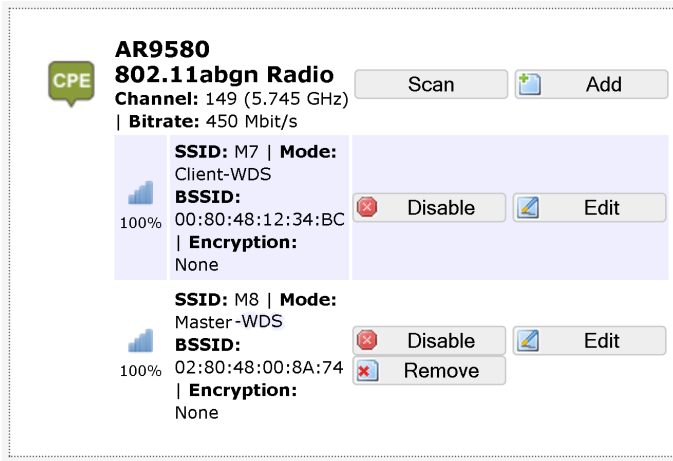 CPE
AR9580
802.11abgn Radio
Channel: 149 (5.745 GHz)
| Bitrate: 450 Mbit/s
Scan
Add
100%
SSID: M7 | Mode:
Client-WDS
BSSID:
00:80:48:12:34:BC
| Encryption:
None
Disable
Edit
100%
SSID: M8 | Mode:
Master-WDS
BSSID:
02:80:48:00:8A:74
| Encryption:
None
Disable
Edit
Remove